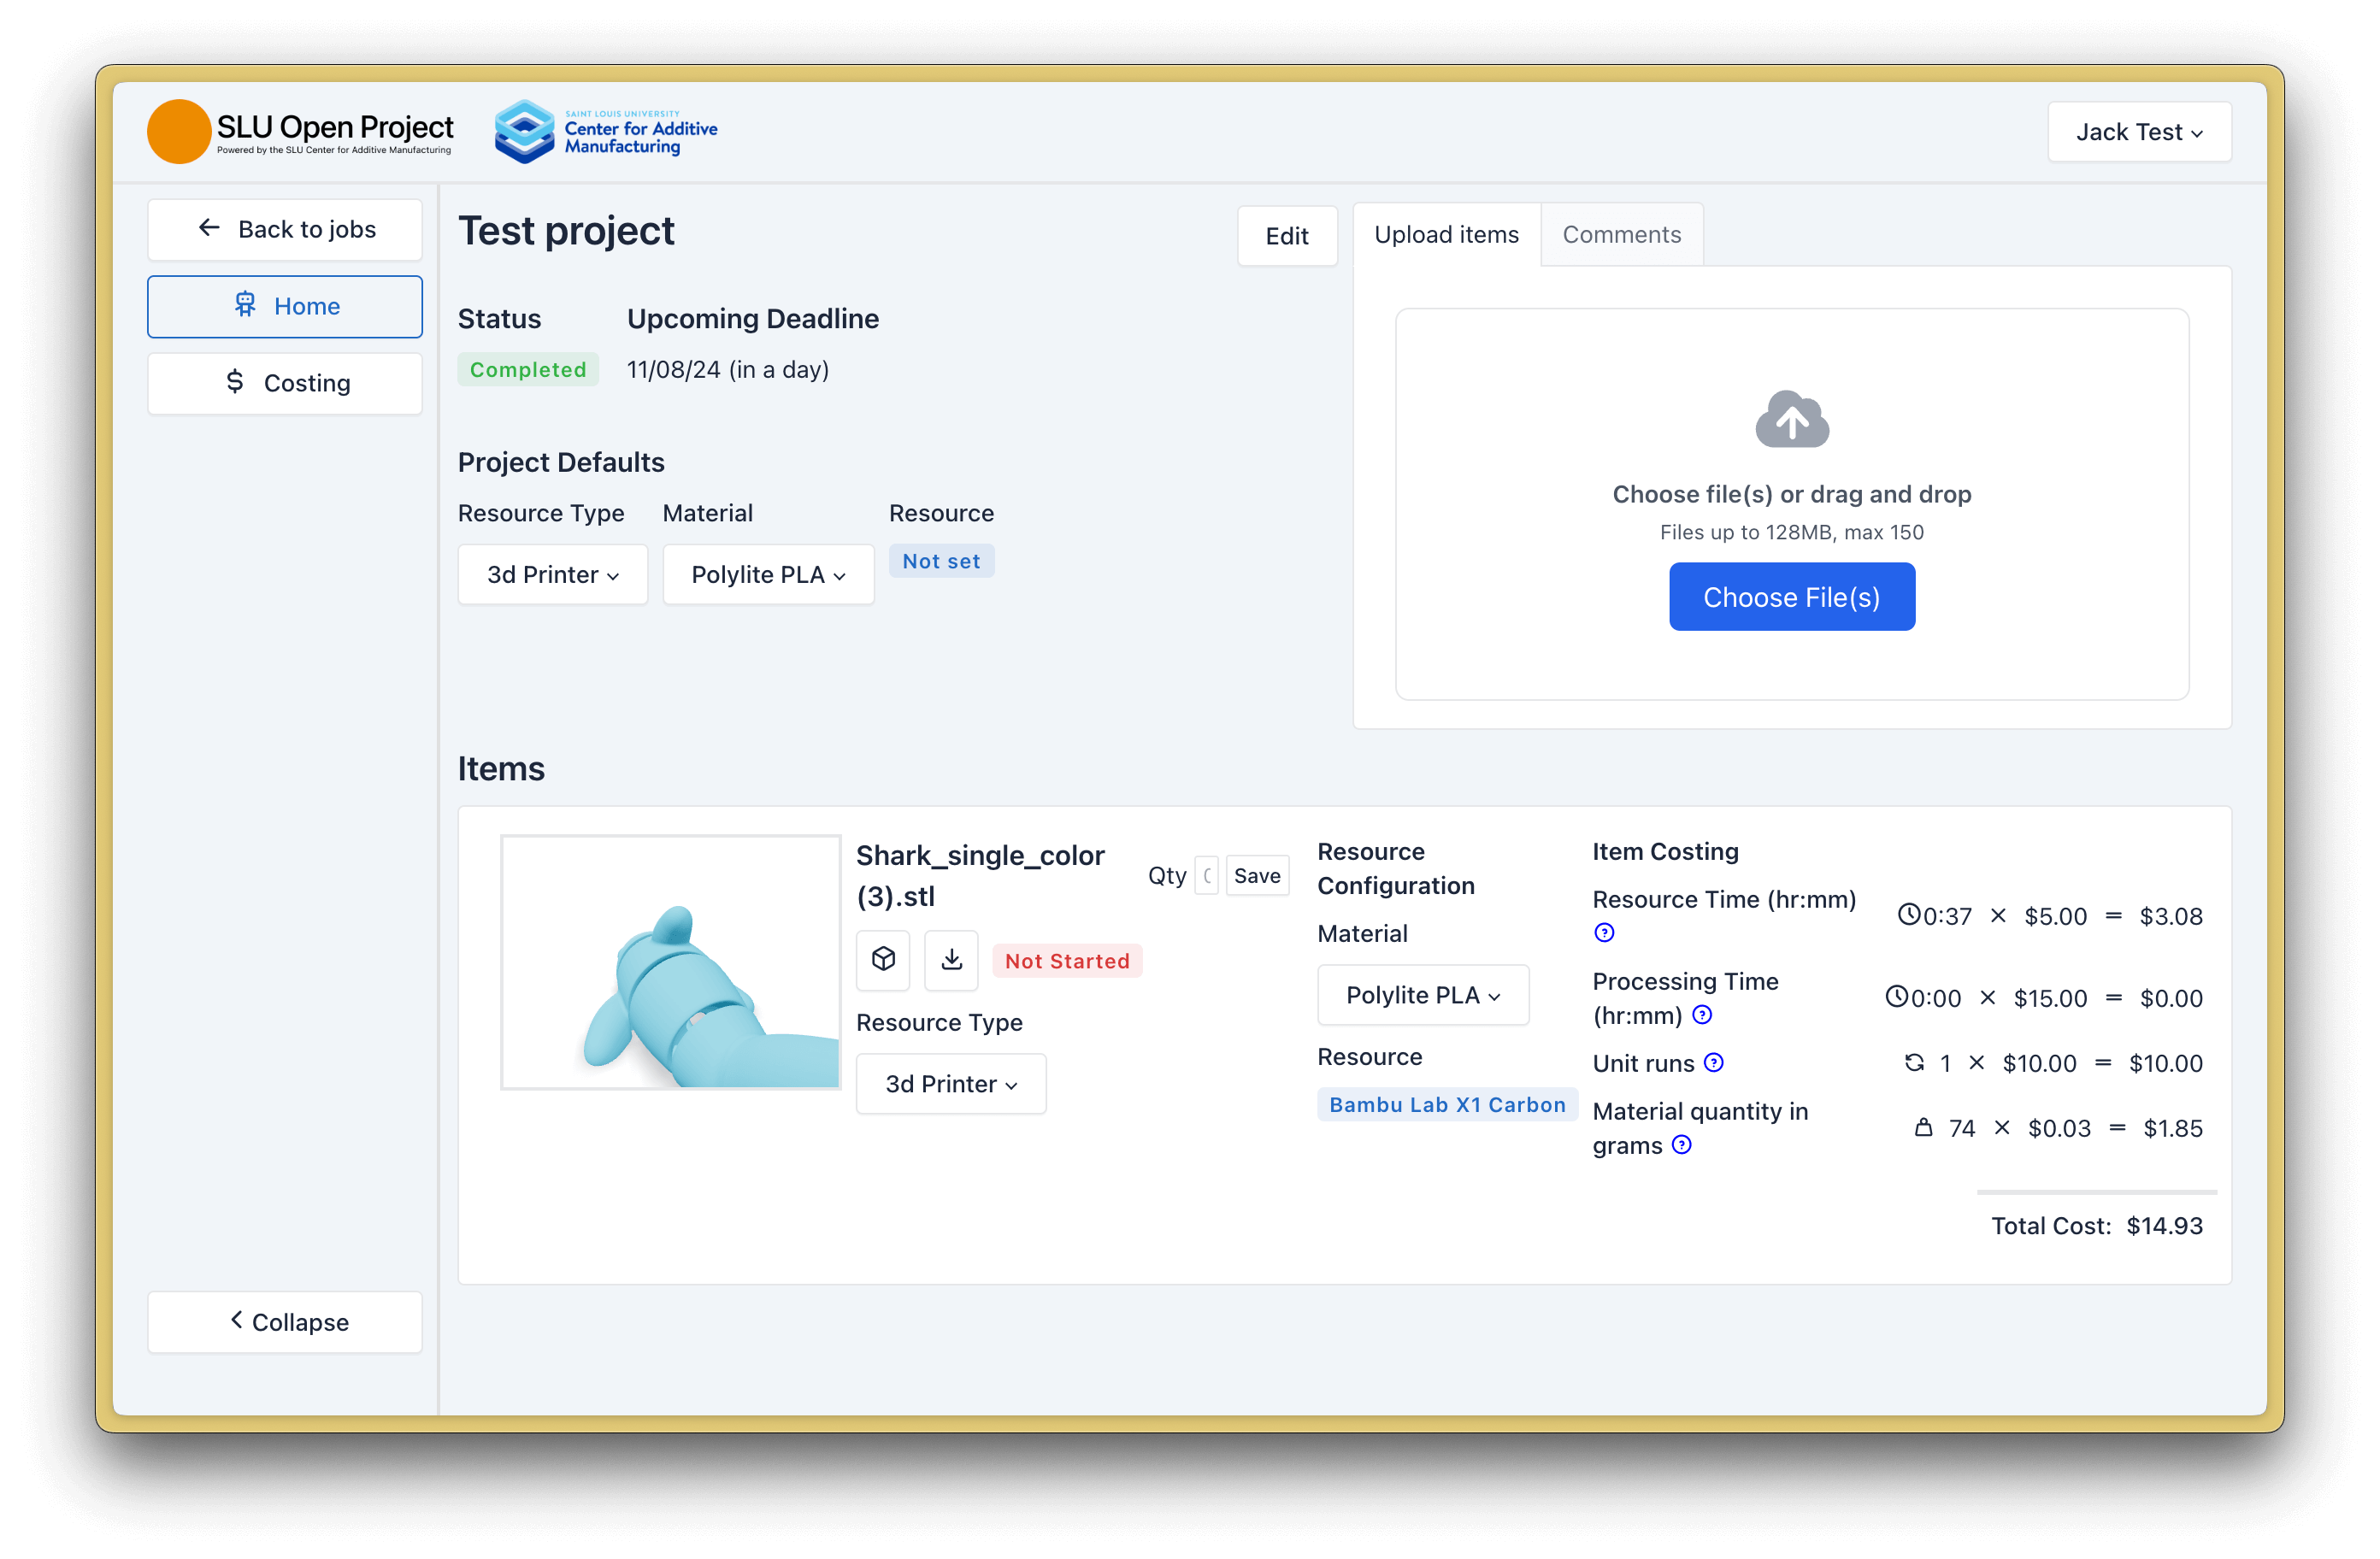 SLU Open Project
Powered by the SLU Center for Additive Manufacturing
SAINT LOUIS UNIVERSITY
Center for Additive
Manufacturing
Jack Test
Back to jobs
Home
Costing
Collapse
Test project
Edit
Status
Upcoming Deadline
Completed
11/08/24 (in a day)
Project Defaults
Resource Type
Material
Resource
3d Printer
Polylite PLA
Not set
Upload items
Comments
Choose file(s) or drag and drop
Files up to 128MB, max 150
Choose File(s)
Items
Shark_single_color
(3).stl
Qty
Save
Not Started
Resource Type
3d Printer
Resource
Configuration
Material
Polylite PLA
Resource
Bambu Lab X1 Carbon
Item Costing
Resource Time (hr:mm)
0:37 × $5.00 = $3.08
Processing Time
(hr:mm)
0:00 × $15.00 = $0.00
Unit runs
1 × $10.00 = $10.00
Material quantity in
grams
74 × $0.03 = $1.85
Total Cost: $14.93